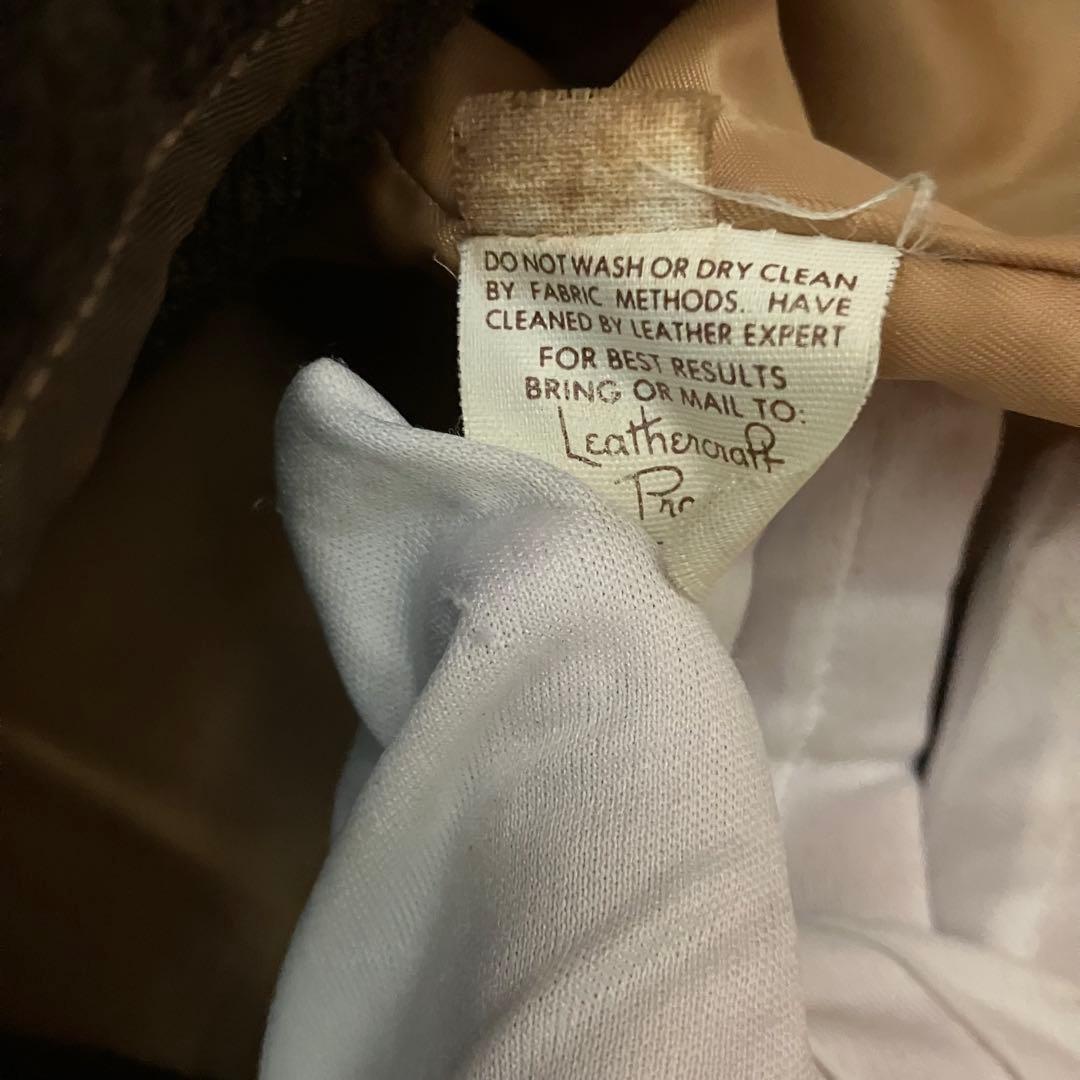 DO NOT WASH OR DRY CLEAN
BY FABRIC METHODS. HAVE
CLEANED BY LEATHER EXPERT
FOR BEST RESULTS
BRING OR MAIL TO:
Leathercraft